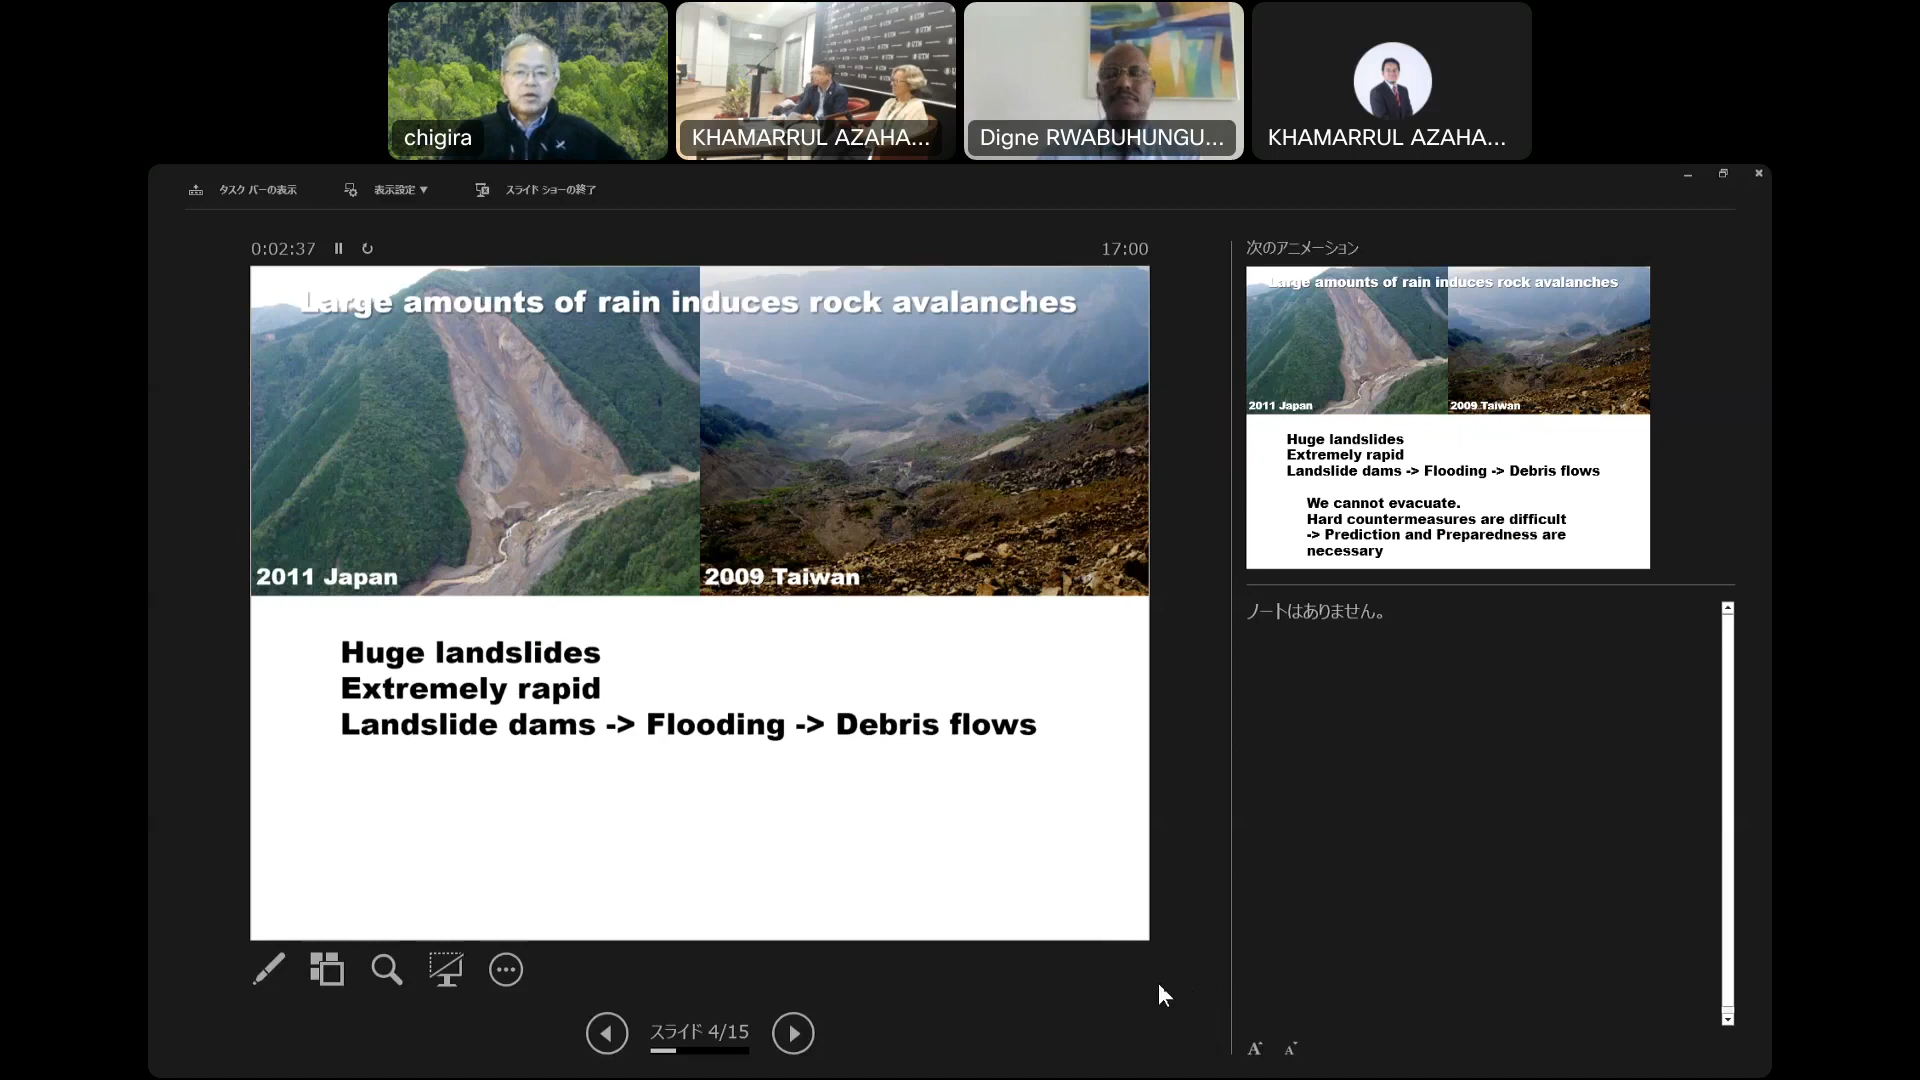 chigira
KHAMARRUL AZAHA...
Digne RWABUHUNGU...
KHAMARRUL AZAHA...
タスク バーの表示
表示設定 ▼
スライド ショーの終了
0:02:37
17:00
Large amounts of rain induces rock avalanches
2011 Japan
2009 Taiwan
Huge landslides
Extremely rapid
Landslide dams -> Flooding -> Debris flows
スライド 4/15
次のアニメーション
Large amounts of rain induces rock avalanches
2011 Japan
2009 Taiwan
Huge landslides
Extremely rapid
Landslide dams -> Flooding -> Debris flows
We cannot evacuate.
Hard countermeasures are difficult
-> Prediction and Preparedness are
necessary
ノートはありません。
A A